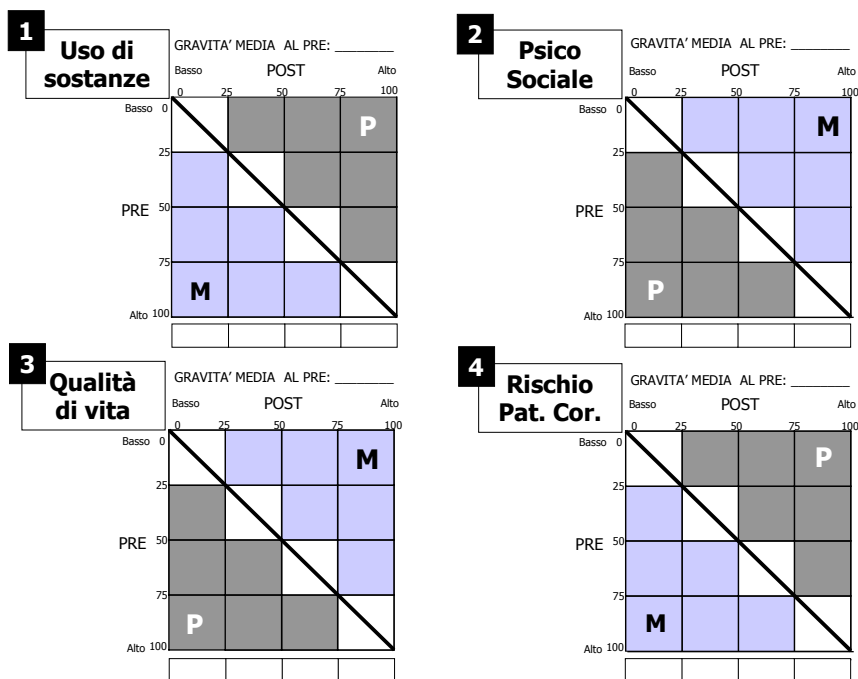 1
Uso di
sostanze
GRAVITA’ MEDIA AL PRE: ________
Basso POST Alto
0 25 50 75 100
Basso 0
P
25
PRE 50
75
M
Alto 100
2
Psico
Sociale
GRAVITA’ MEDIA AL PRE: ________
Basso POST Alto
0 25 50 75 100
Basso 0
M
25
PRE 50
75
P
Alto 100
3
Qualità
di vita
GRAVITA’ MEDIA AL PRE: ________
Basso POST Alto
0 25 50 75 100
Basso 0
M
25
PRE 50
75
P
Alto 100
4
Rischio
Pat. Cor.
GRAVITA’ MEDIA AL PRE: ________
Basso POST Alto
0 25 50 75 100
Basso 0
P
25
PRE 50
75
M
Alto 100